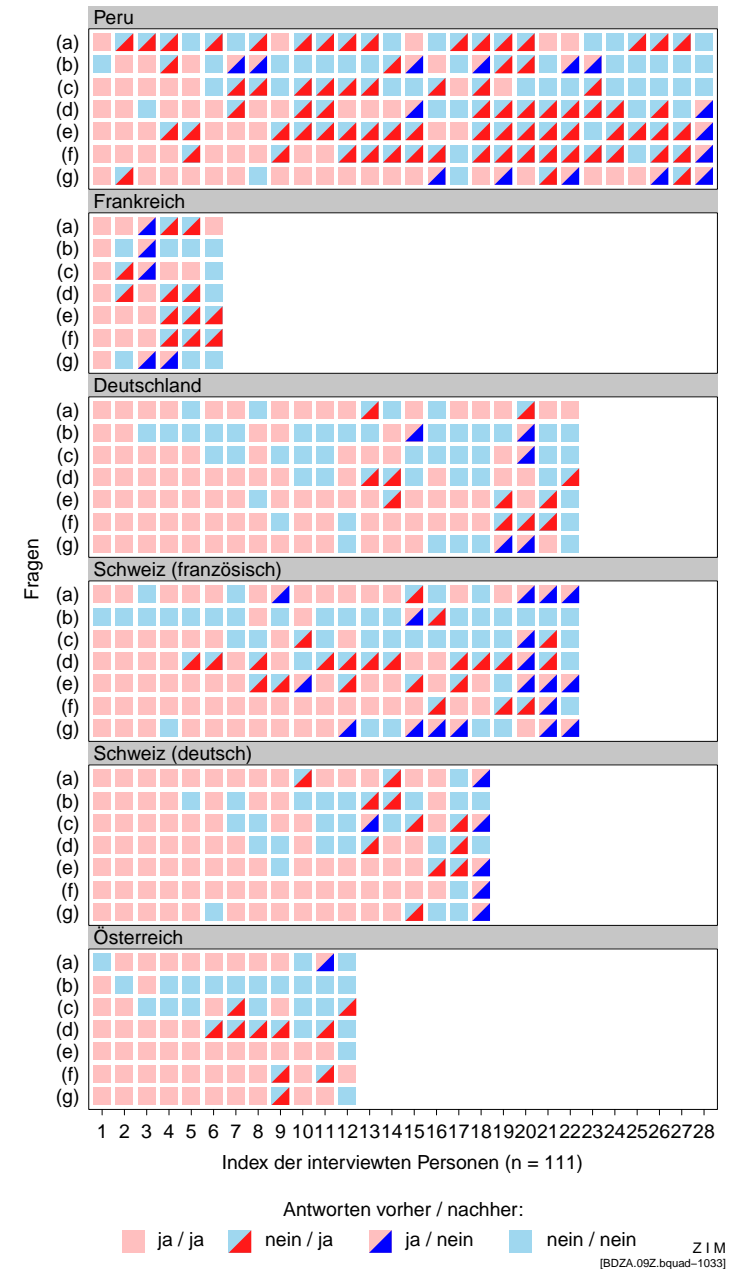 Peru
(a)
(b)
(c)
(d)
(e)
(f)
(g)
Frankreich
(a)
(b)
(c)
(d)
(e)
(f)
(g)
Deutschland
(a)
(b)
(c)
(d)
(e)
(f)
(g)
Fragen
Schweiz (französisch)
(a)
(b)
(c)
(d)
(e)
(f)
(g)
Schweiz (deutsch)
(a)
(b)
(c)
(d)
(e)
(f)
(g)
Österreich
(a)
(b)
(c)
(d)
(e)
(f)
(g)
1 2 3 4 5 6 7 8 9 10 11 12 13 14 15 16 17 18 19 20 21 22 23 24 25 26 27 28
Index der interviewten Personen (n = 111)
Antworten vorher / nachher:
ja / ja nein / ja ja / nein nein / nein
Z I M
[BDZA.09Z.bquad−1033]